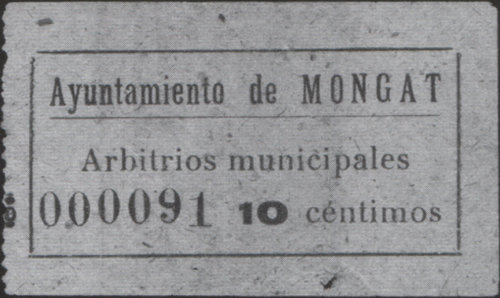 Ayuntamiento de MONGAT
Arbitrios municipales
000091 10 céntimos